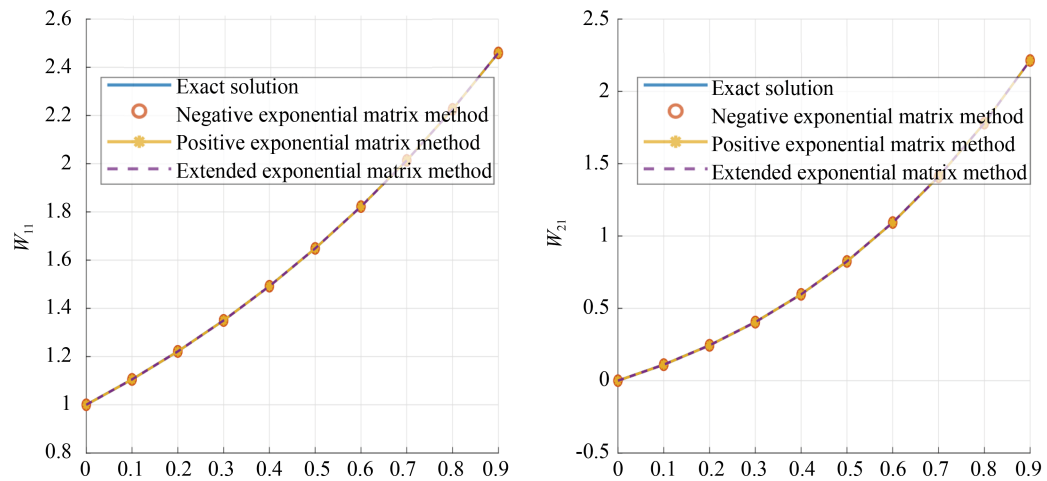 2.6
2.4
2.2
2
1.8
1.6
1.4
1.2
1
0.8
W11
Exact solution
Negative exponential matrix method
Positive exponential matrix method
Extended exponential matrix method
0 0.1 0.2 0.3 0.4 0.5 0.6 0.7 0.8 0.9
2.5
2
1.5
1
0.5
0
-0.5
W21
Exact solution
Negative exponential matrix method
Positive exponential matrix method
Extended exponential matrix method
0 0.1 0.2 0.3 0.4 0.5 0.6 0.7 0.8 0.9